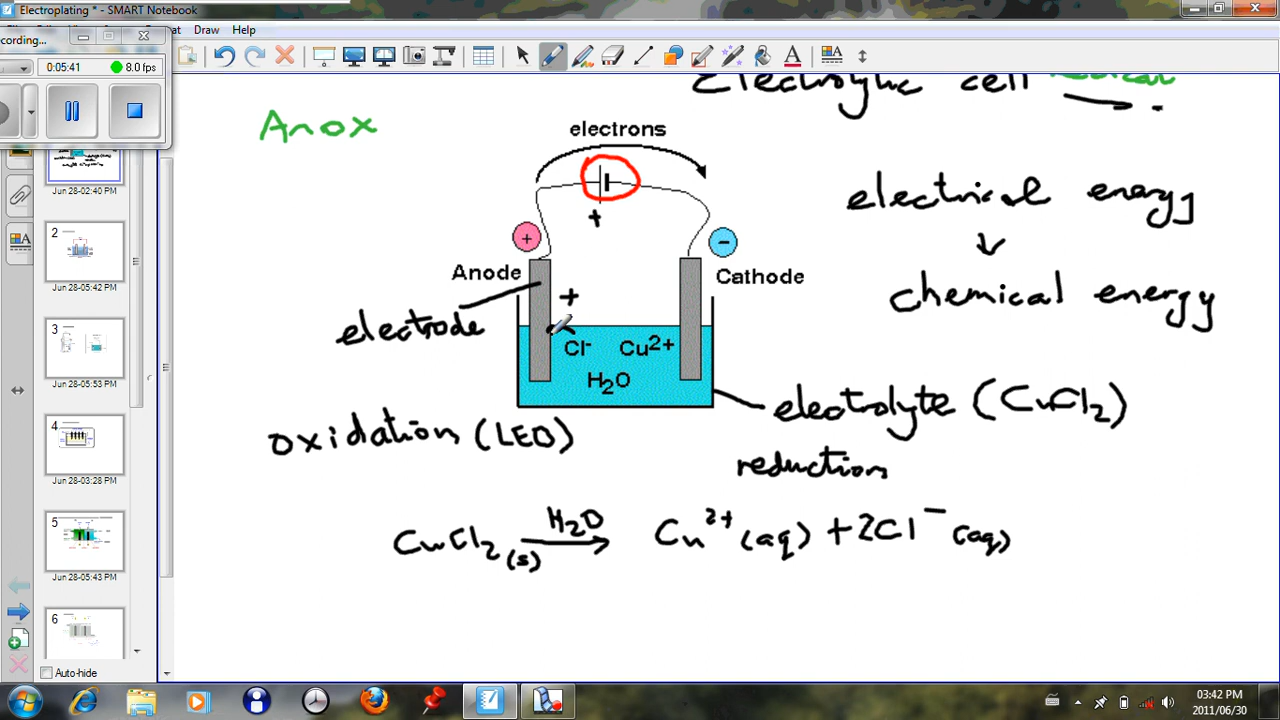 Electroplating * - SMART Notebook
ecording...
Draw Help
0:05:41 8.0 fps
Electrolytic cell
Anox
electrons
electrical energy
+
+ −
Anode Cathode
chemical energy
+
electrode
Cl- Cu2+
H2O
electrolyte (CuCl2)
oxidation (LEO)
reduction
CuCl2(s) H2O → Cu2+(aq) + 2Cl−(aq)
Jun 28-02:40 PM
2
Jun 28-05:42 PM
3
Jun 28-05:53 PM
4
Jun 28-03:28 PM
5
Jun 28-05:43 PM
6
Auto-hide
03:42 PM
2011/06/30